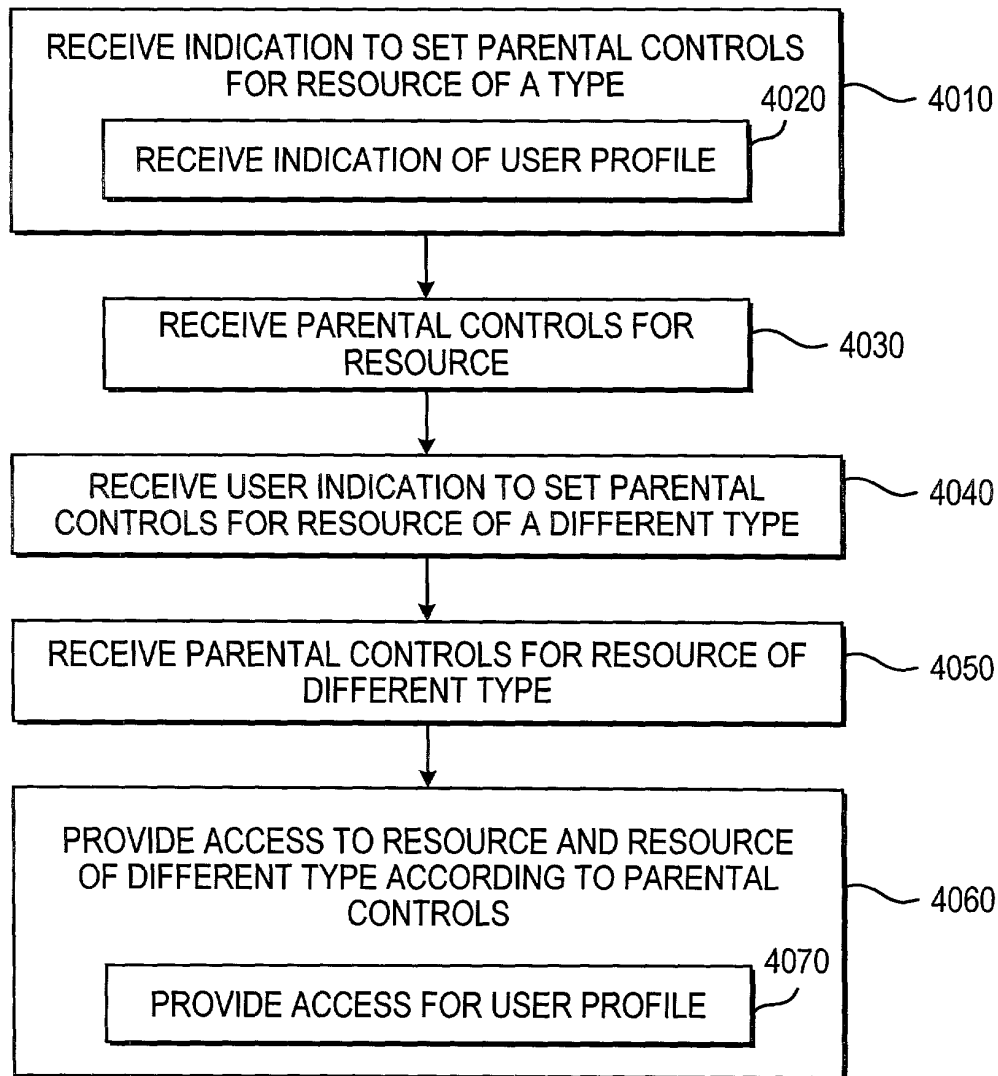 RECEIVE INDICATION TO SET PARENTAL CONTROLS
FOR RESOURCE OF A TYPE
4010
4020
RECEIVE INDICATION OF USER PROFILE
RECEIVE PARENTAL CONTROLS FOR
RESOURCE
4030
RECEIVE USER INDICATION TO SET PARENTAL
CONTROLS FOR RESOURCE OF A DIFFERENT TYPE
4040
RECEIVE PARENTAL CONTROLS FOR RESOURCE OF
DIFFERENT TYPE
4050
PROVIDE ACCESS TO RESOURCE AND RESOURCE
OF DIFFERENT TYPE ACCORDING TO PARENTAL
CONTROLS
4060
4070
PROVIDE ACCESS FOR USER PROFILE